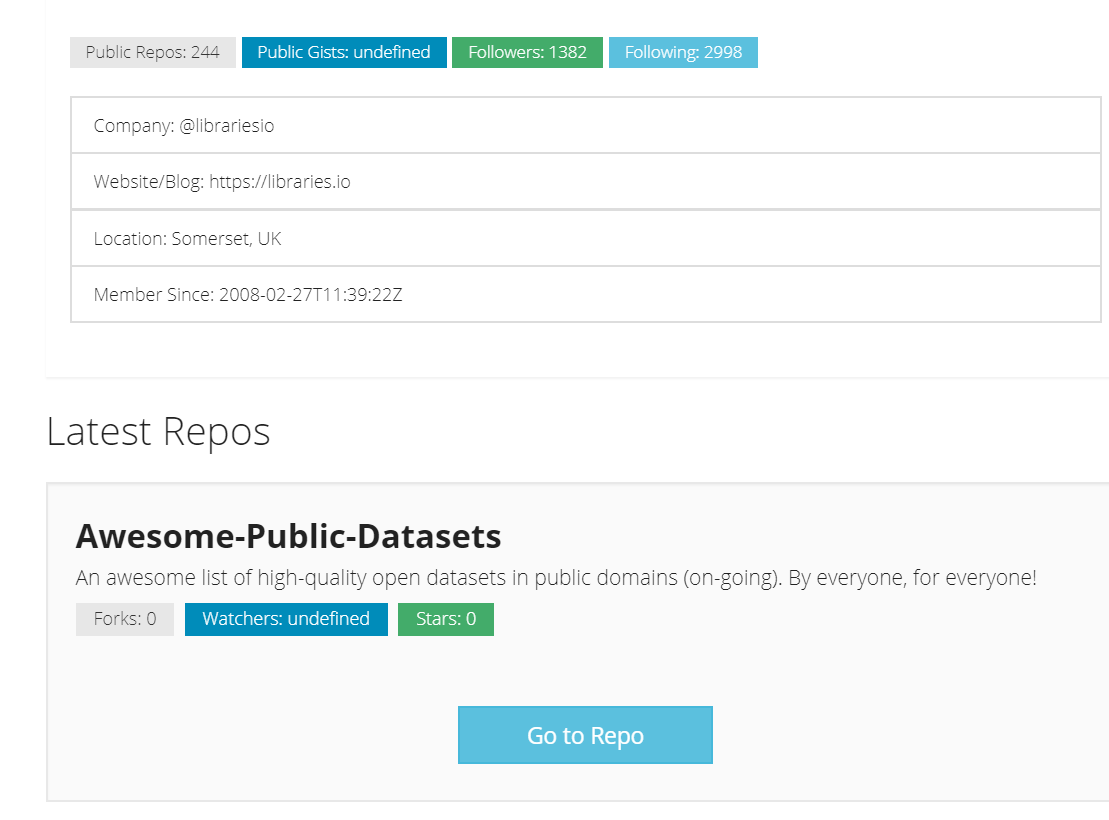 Public Repos: 244 Public Gists: undefined Followers: 1382 Following: 2998
Company: @librariesio
Website/Blog: https://libraries.io
Location: Somerset, UK
Member Since: 2008-02-27T11:39:22Z
Latest Repos
Awesome-Public-Datasets
An awesome list of high-quality open datasets in public domains (on-going). By everyone, for everyone!
Forks: 0 Watchers: undefined Stars: 0
Go to Repo